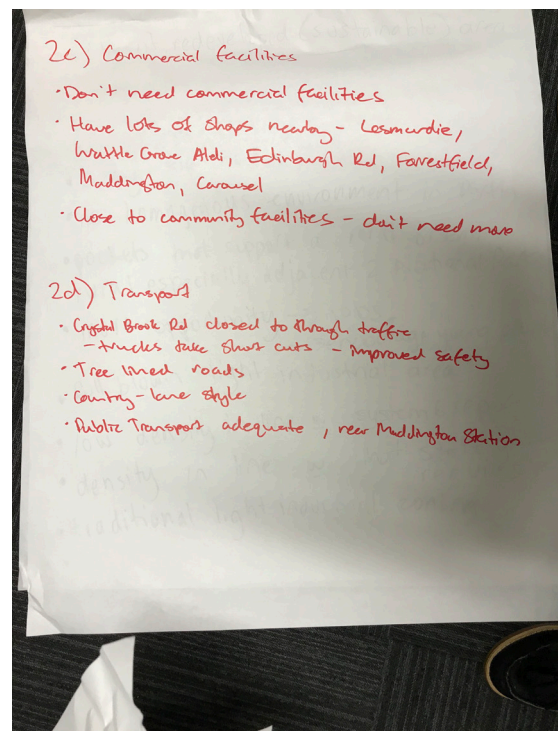 2c) Commercial facilities
• Don't need commercial facilities
• Have lots of shops nearby - Lesmurdie,
Wattle Grove Aldi, Edinburgh Rd, Forrestfield,
Maddington, Carousel
• Close to community facilities - don't need more
2d) Transport
• Crystal Brook Rd closed to through traffic
- trucks take short cuts - improved safety
• Tree lined roads
• Country-lane style
• Public Transport adequate, near Maddington Station